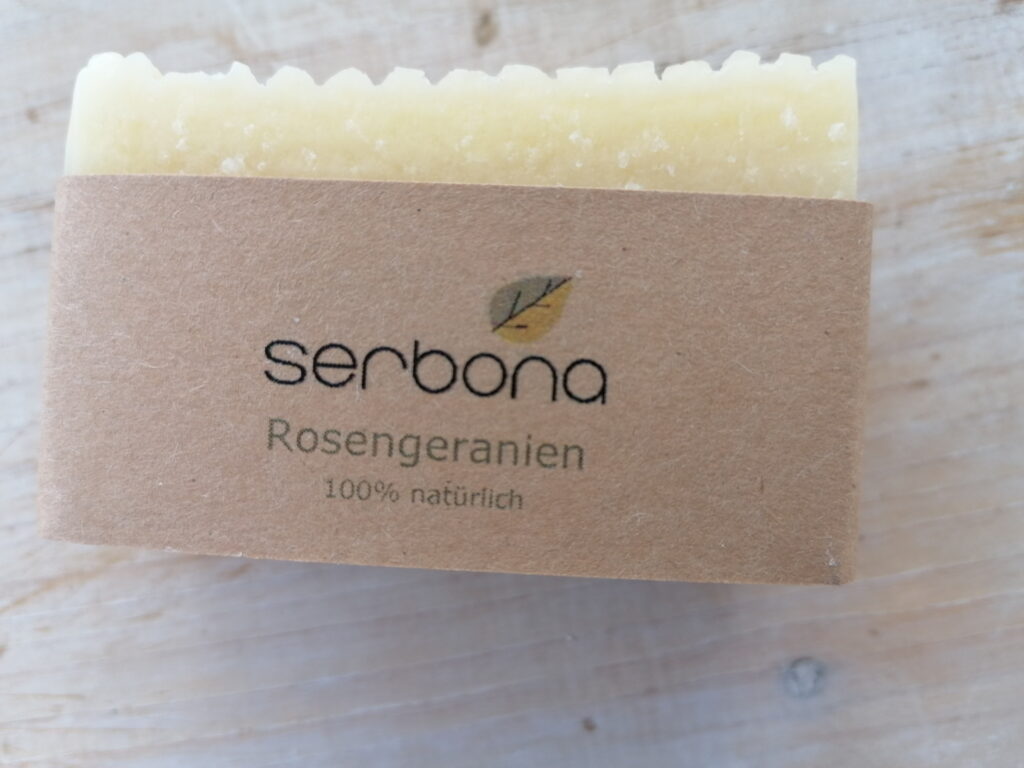 serbona
Rosengeranien
100% natürlich